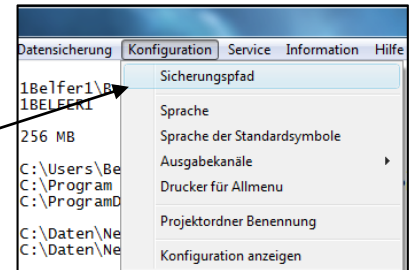 Datensicherung Konfiguration Service Information Hilfe
Sicherungspfad
1Belfer1\B
1BELFER1
Sprache
256 MB
Sprache der Standardsymbole
Ausgabekanäle
C:\Users\Be
C:\Program
Drucker für Allmenu
C:\ProgramD
Projektordner Benennung
C:\Daten\Ne
C:\Daten\Ne
Konfiguration anzeigen